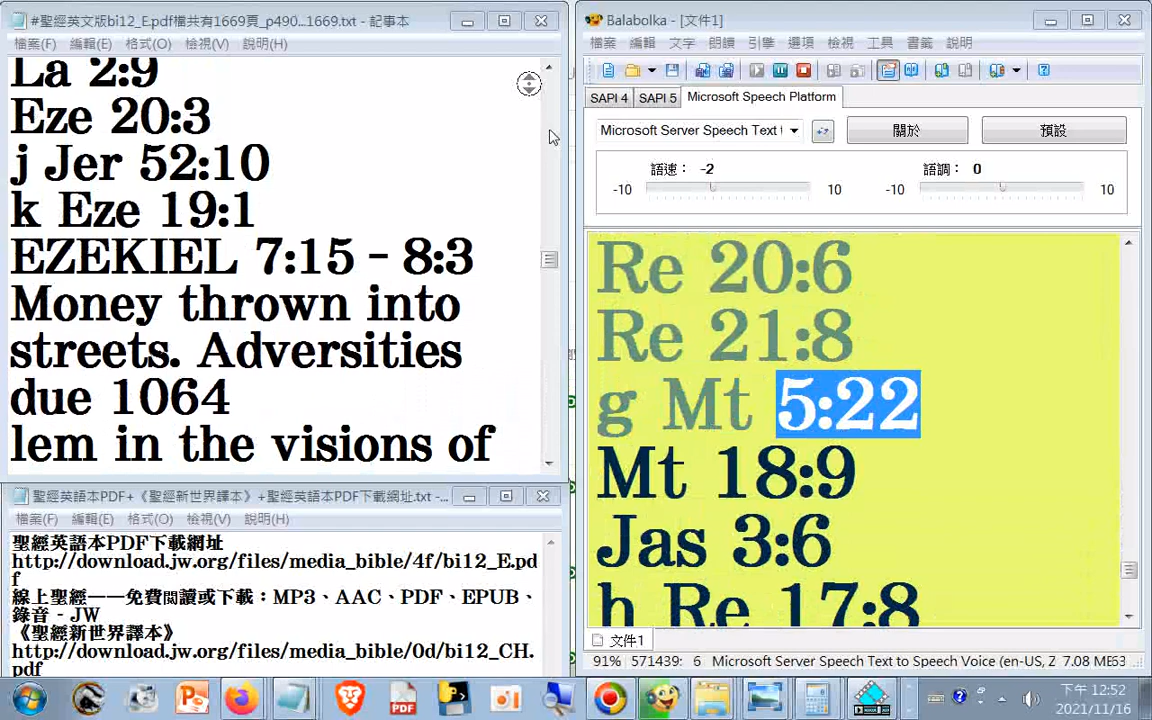 #聖經英文版bi12_E.pdf檔共有1669頁_p490...1669.txt - 記事本
檔案(F) 編輯(E) 格式(O) 檢視(V) 說明(H)
La 2:9
Eze 20:3
j Jer 52:10
k Eze 19:1
EZEKIEL 7:15 – 8:3
Money thrown into
streets. Adversities
due 1064
lem in the visions of
聖經英語本PDF+《聖經新世界譯本》+聖經英語本PDF下載網址.txt -...
檔案(F) 編輯(E) 格式(O) 檢視(V) 說明(H)
聖經英語本PDF下載網址
http://download.jw.org/files/media_bible/4f/bi12_E.pd
f
線上聖經——免費閱讀或下載：MP3、AAC、PDF、EPUB、
錄音 - JW
《聖經新世界譯本》
http://download.jw.org/files/media_bible/0d/bi12_CH.
pdf
Balabolka - [文件1]
檔案 編輯 文字 朗讀 引擎 選項 檢視 工具 書籤 說明
SAPI 4 SAPI 5 Microsoft Speech Platform
Microsoft Server Speech Text 關於 預設
語速： -2 語調： 0
-10 10 -10 10
Re 20:6
Re 21:8
g Mt 5:22
Mt 18:9
Jas 3:6
h Re 17:8
文件1
91% 571439: 6 Microsoft Server Speech Text to Speech Voice (en-US, Z 7.08 MB
PDF
下午 12:52
2021/11/16